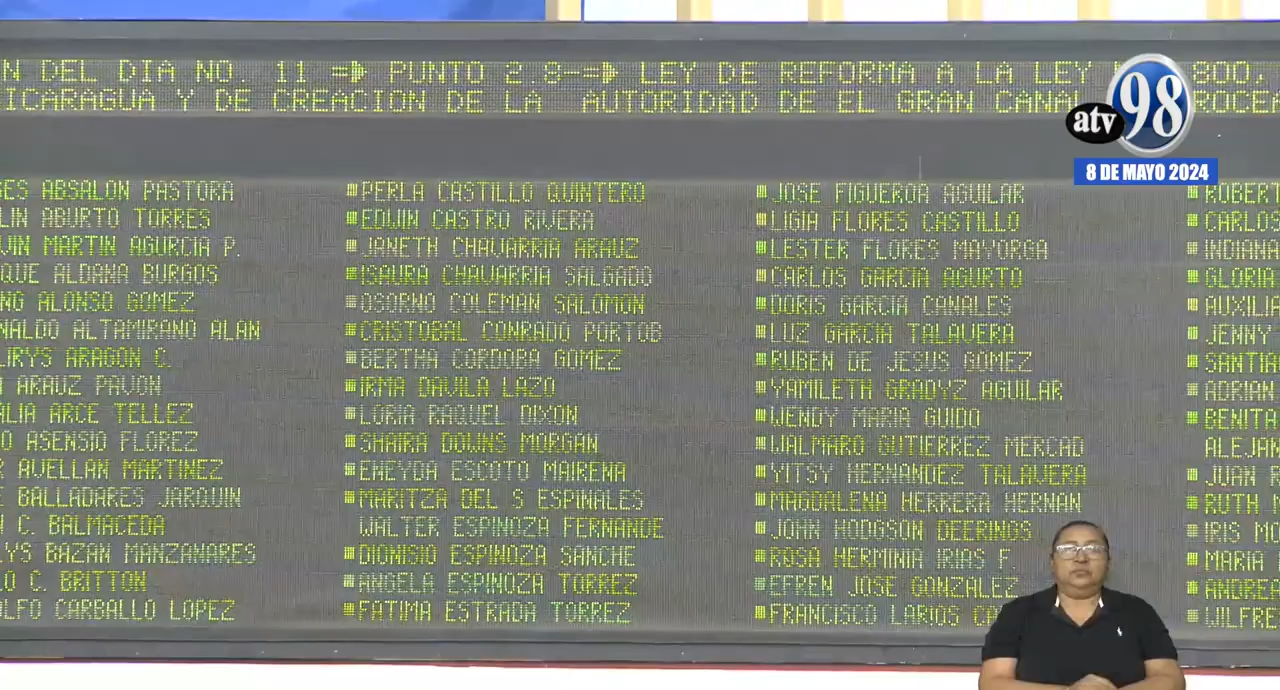 N DEL DIA NO. 11 => PUNTO 2.8-=> LEY DE REFORMA A LA LEY 800,
ICARAGUA Y DE CREACION DE LA AUTORIDAD DE EL GRAN CANAL
atv 98
8 DE MAYO 2024
ABSALON PASTORA
LIN ABURTO TORRES
VIN MARTIN AGURCIA P.
QUE ALDANA BURGOS
NG ALONSO GOMEZ
NALDO ALTAMIRANO ALAN
LIRYS ARAGON C.
ARAUZ PAVON
ALIA ARCE TELLEZ
O ASENSIO FLOREZ
R AVELLAN MARTINEZ
E BALLADARES JARQUIN
N C. BALMACEDA
LYS BAZAN MANZANARES
LO C. BRITTON
OLFO CARBALLO LOPEZ
PERLA CASTILLO QUINTERO
EDWIN CASTRO RIVERA
JANETH CHAVARRIA ARAUZ
ISAURA CHAVARRIA SALGADO
OSORNO COLEMAN SALOMON
CRISTOBAL CONRADO PORTOB
BERTHA CORDOBA GOMEZ
IRMA DAVILA LAZO
LORIA RAQUEL DIXON
SHAIRA DOWNS MORGAN
EMEYDA ESCOTO MAIRENA
MARITZA DEL S ESPINALES
WALTER ESPINOZA FERNANDE
DIONISIO ESPINOZA SANCHE
ANGELA ESPINOZA TORREZ
FATIMA ESTRADA TORREZ
JOSE FIGUEROA AGUILAR
LIGIA FLORES CASTILLO
LESTER FLORES MAYORGA
CARLOS GARCIA AGURTO
DORIS GARCIA CANALES
LUZ GARCIA TALAVERA
RUBEN DE JESUS GOMEZ
YAMILETH GRADYZ AGUILAR
WENDY MARIA GUIDO
WALMARO GUTIERREZ MERCAD
YITSY HERNANDEZ TALAVERA
MAGDALENA HERRERA HERNAN
JOHN HODGSON DEERINGS
ROSA HERMINIA IRIAS F.
EFREN JOSE GONZALEZ
FRANCISCO LARIOS CA
ROBERT
CARLOS
INDIANA
GLORIA
AUXILIA
JENNY
SANTIA
ADRIAN
BENITA
ALEJAN
JUAN R
RUTH
IRIS MO
MARIA
ANDREA
WILFRE